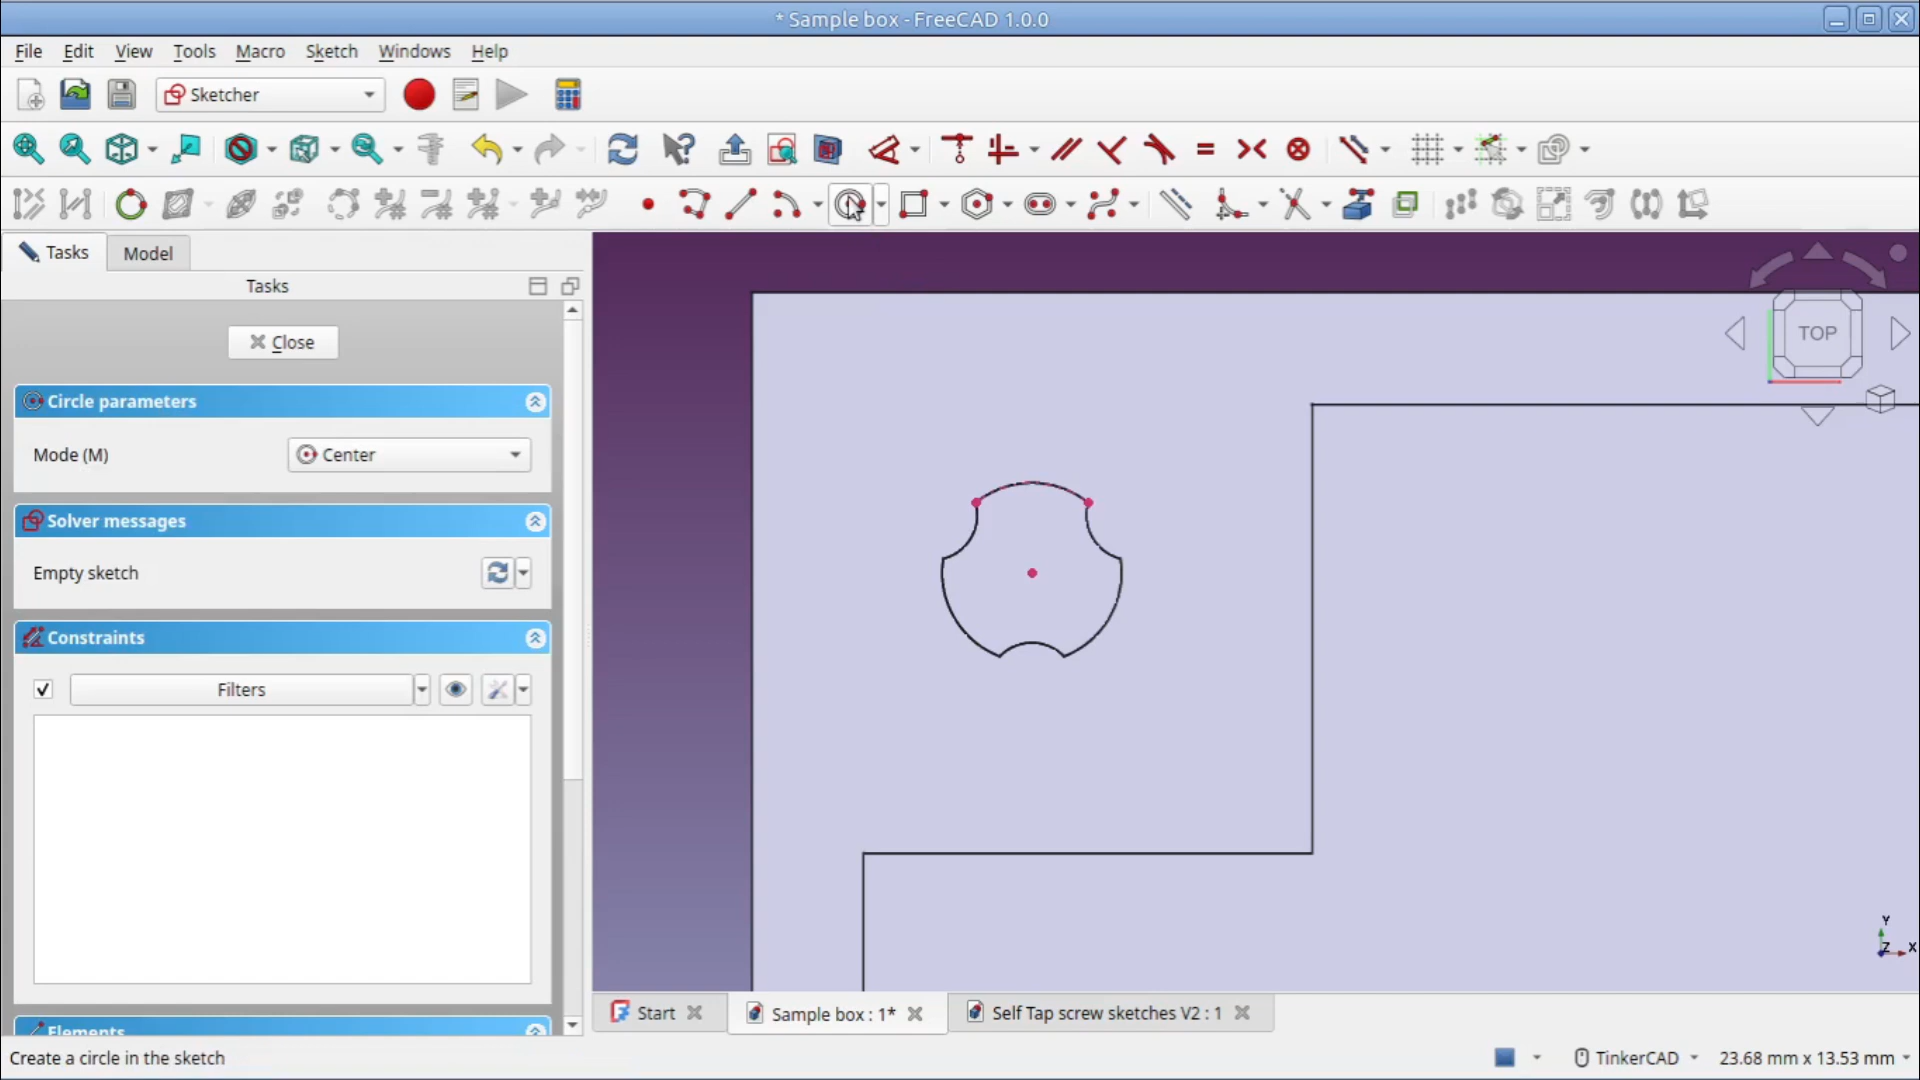 * Sample box - FreeCAD 1.0.0
File Edit View Tools Macro Sketch Windows Help
Sketcher
Tasks Model
Tasks
Close
Circle parameters
Mode (M) Center
Solver messages
Empty sketch
Constraints
Filters
Elements
TOP
Y
Z X
Start Sample box : 1* Self Tap screw sketches V2 : 1
Create a circle in the sketch TinkerCAD 23.68 mm x 13.53 mm